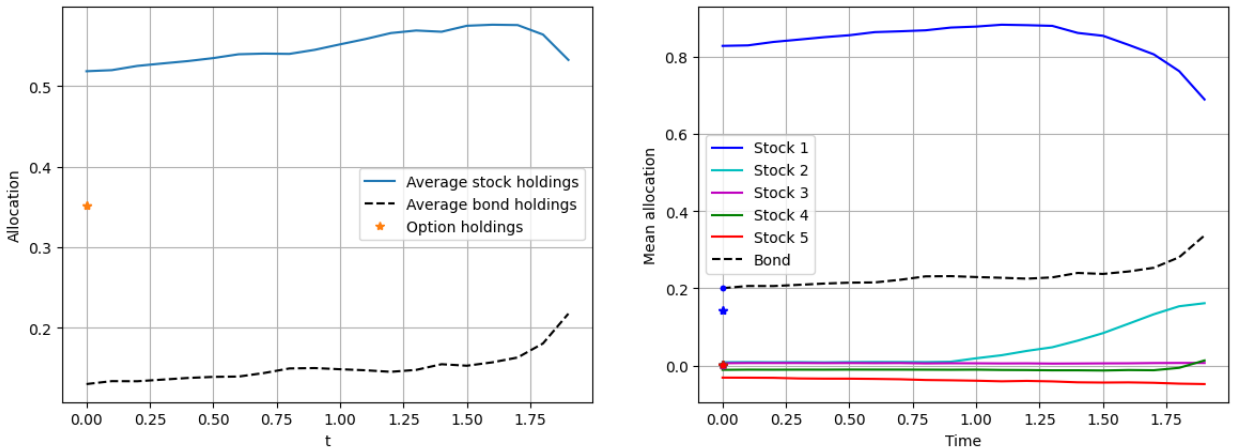 Allocation
0.5
0.4
0.3
0.2
0.00 0.25 0.50 0.75 1.00 1.25 1.50 1.75
t
Average stock holdings
Average bond holdings
Option holdings
Mean allocation
0.8
0.6
0.4
0.2
0.0
0.00 0.25 0.50 0.75 1.00 1.25 1.50 1.75
Time
Stock 1
Stock 2
Stock 3
Stock 4
Stock 5
Bond